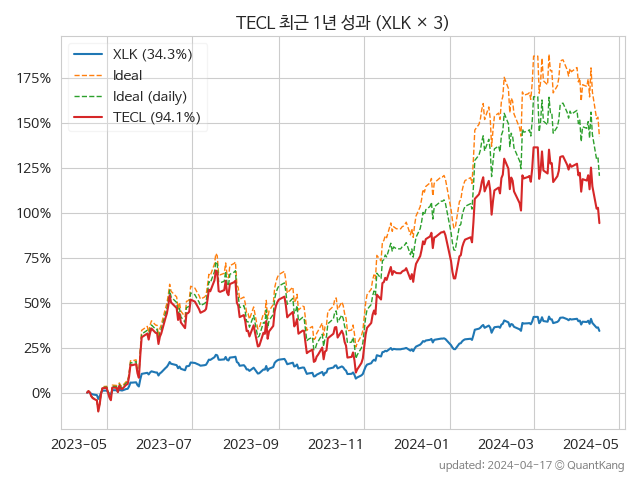 TECL 최근 1년 성과 (XLK × 3)
XLK (34.3%)
Ideal
Ideal (daily)
TECL (94.1%)
175%
150%
125%
100%
75%
50%
25%
0%
2023-05 2023-07 2023-09 2023-11 2024-01 2024-03 2024-05
updated: 2024-04-17 © QuantKang